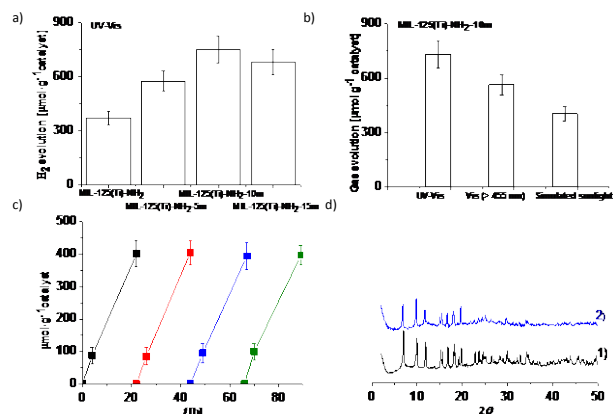 a)
UV-Vis
H2 evolution [µmol·g-1 catalyst]
900
600
300
0
MIL-125(Ti)-NH2
MIL-125(Ti)-NH2-5m
MIL-125(Ti)-NH2-10m
MIL-125(Ti)-NH2-15m
b)
MIL-125(Ti)-NH2-10m
Gas evolution [µmol g-1 catalyst]
900
600
300
0
UV-Vis
Vis (> 455 nm)
Simulated sunlight
c)
µmol·g-1 catalyst
500
400
300
200
100
0
0
20
40
60
80
t [h]
d)
2)
1)
0
10
20
30
40
50
2θ